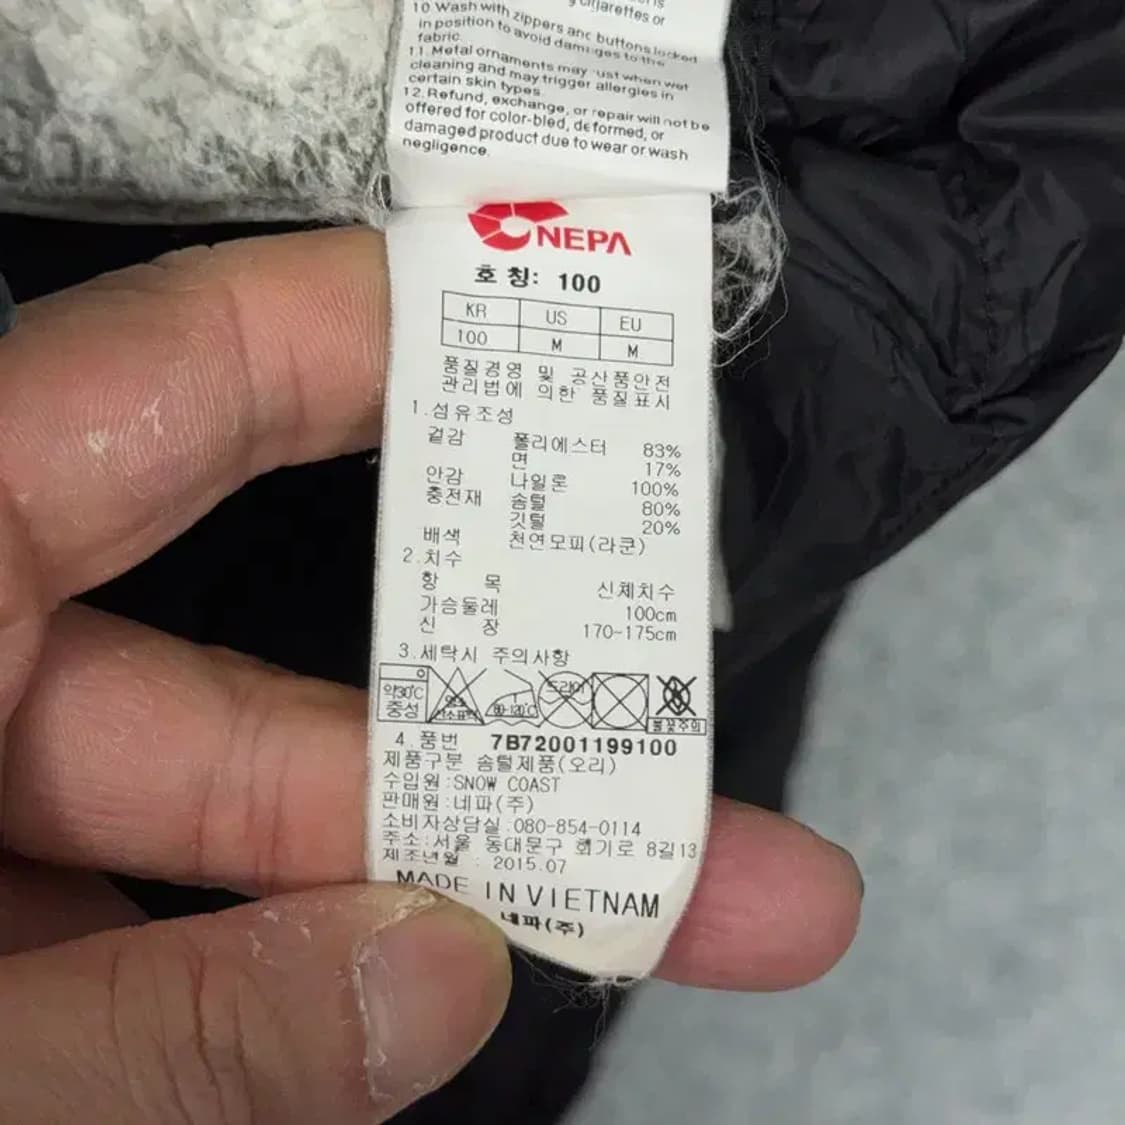 10 Wash with zippers and buttons locked
in position to avoid damages to the
fabric.
11. Metal ornaments may rust when wet
cleaning and may trigger allergies in
certain skin types.
12. Refund, exchange, or repair will not be
offered for color-bled, deformed, or
damaged product due to wear or wash
negligence.
NEPA
호 칭: 100
KR US EU
100 M M
품질경영 및 공산품안전
관리법에 의한 품질표시
1.섬유조성
겉감 폴리에스터 83%
면 17%
안감 나일론 100%
충전재 솜털 80%
깃털 20%
배색 천연모피(라쿤)
2.치수
항 목 신체치수
가슴둘레 100cm
신 장 170-175cm
3.세탁시 주의사항
약30℃ 중성 염소표백 80-120℃ 드라이 불꽃주의
4.품번 7B72001199100
제품구분 솜털제품(오리)
수입원:SNOW COAST
판매원:네파(주)
소비자상담실:080-854-0114
주소:서울 동대문구 회기로 8길13
제조년월 : 2015.07
MADE IN VIETNAM
네파(주)